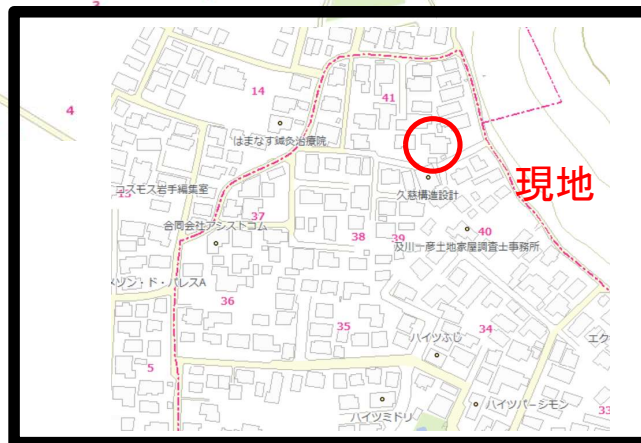 3
4
14
41
はまなす鍼灸治療院
現地
コスモス岩手編集室
13
久慈構造設計
37
合同会社アシストコム
38
39
40
及川一彦土地家屋調査士事務所
メゾン・ド・パレスA
36
35
34
ハイツふじ
エク
5
ハイツミドリ
ハイツパーシモン
33